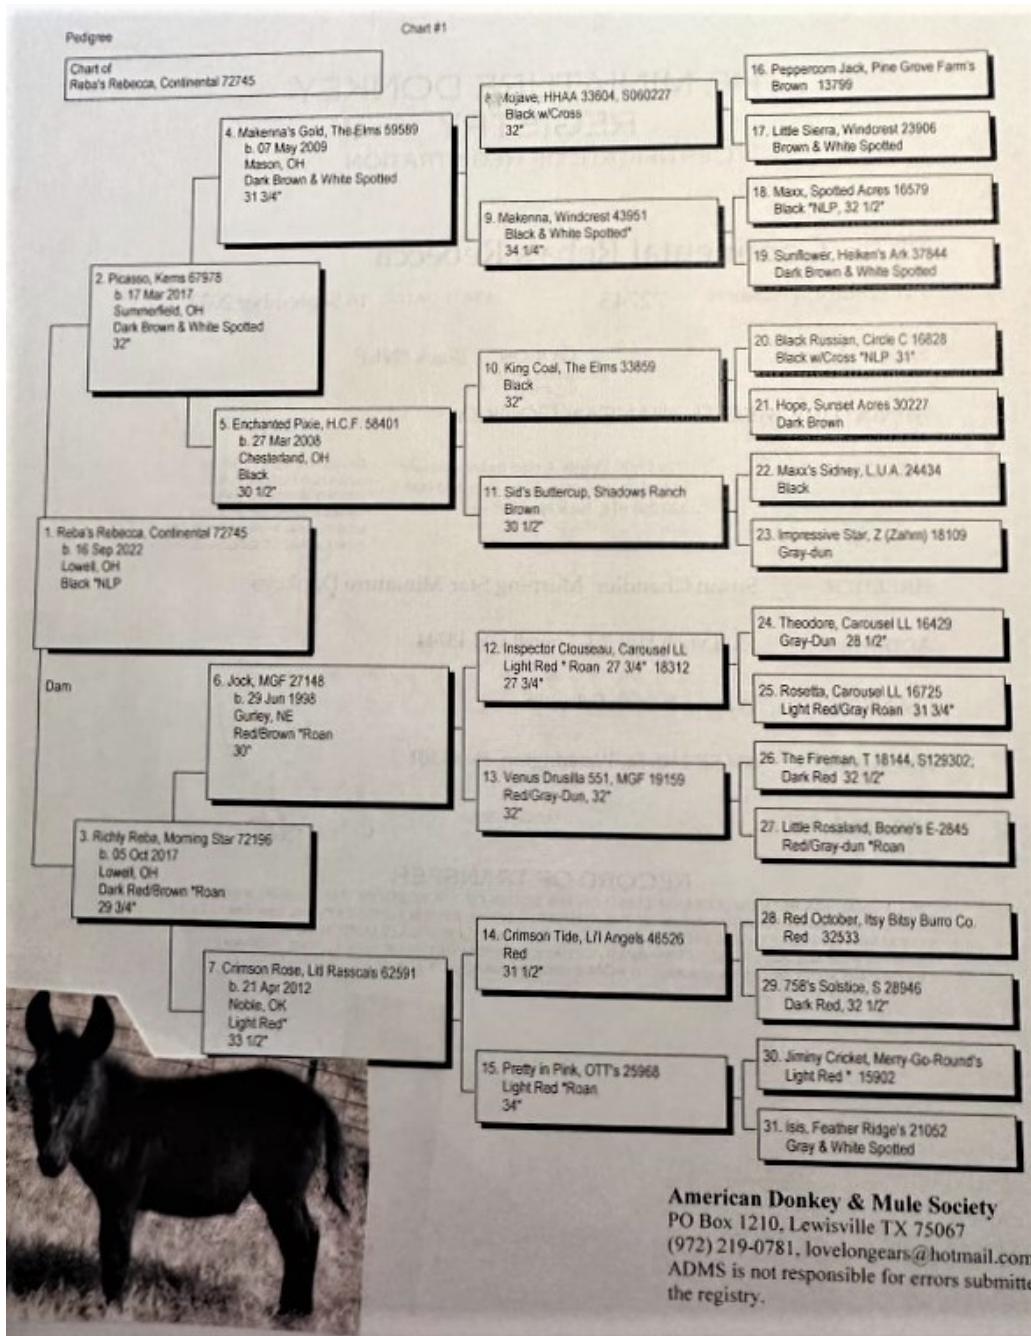 Pedigree
Chart #1
Chart of
Reba's Rebecca, Continental 72745
4. Makenna's Gold, The Elms 59589
b. 07 May 2009
Mason, OH
Dark Brown & White Spotted
31 3/4"
8. Mojave, HHAA 33604, S060227
Black w/Cross
32"
16. Peppercorn Jack, Pine Grove Farm's
Brown 13799
17. Little Sierra, Windcrest 23906
Brown & White Spotted
9. Makenna, Windcrest 43951
Black & White Spotted"
34 1/4"
18. Maxx, Spotted Acres 16579
Black "NLP, 32 1/2"
19. Sunflower, Heiken's Ark 37844
Dark Brown & White Spotted
2. Picasso, Kerns 67978
b. 17 Mar 2017
Summerfield, OH
Dark Brown & White Spotted
32"
10. King Coal, The Elms 33859
Black
32"
20. Black Russian, Circle C 16828
Black w/Cross "NLP 31"
21. Hope, Sunset Acres 30227
Dark Brown
5. Enchanted Pixie, H.C.F. 58401
b. 27 Mar 2008
Chesterland, OH
Black
30 1/2"
11. Sid's Buttercup, Shadows Ranch
Brown
30 1/2"
22. Maxx's Sidney, L.U.A. 24434
Black
23. Impressive Star, Z (Zahm) 18109
Gray-dun
1. Reba's Rebecca, Continental 72745
b. 16 Sep 2022
Lowell, OH
Black "NLP
Dam
6. Jock, MGF 27148
b. 29 Jun 1998
Gurley, NE
Red/Brown "Roan
30"
12. Inspector Clouseau, Carousel LL
Light Red " Roan 27 3/4" 18312
27 3/4"
24. Theodore, Carousel LL 16429
Gray-Dun 28 1/2"
25. Rosetta, Carousel LL 16725
Light Red/Gray Roan 31 3/4"
13. Venus Drusilla 551, MGF 19159
Red/Gray-Dun, 32"
32"
26. The Fireman, T 18144, S129302;
Dark Red 32 1/2"
27. Little Rosaland, Boone's E-2845
Red/Gray-dun "Roan
3. Richly Reba, Morning Star 72196
b. 05 Oct 2017
Lowell, OH
Dark Red/Brown "Roan
29 3/4"
14. Crimson Tide, Li'l Angels 46526
Red
31 1/2"
28. Red October, Itsy Bitsy Burro Co.
Red 32533
29. 758's Solstice, S 28946
Dark Red, 32 1/2"
7. Crimson Rose, Litl Rasscals 62591
b. 21 Apr 2012
Noble, OK
Light Red"
33 1/2"
15. Pretty in Pink, OTT's 25968
Light Red "Roan
34"
30. Jiminy Cricket, Merry-Go-Round's
Light Red " 15902
31. Isis, Feather Ridge's 21052
Gray & White Spotted
American Donkey & Mule Society
PO Box 1210, Lewisville TX 75067
(972) 219-0781, lovelongears@hotmail.com
ADMS is not responsible for errors submitte
the registry.